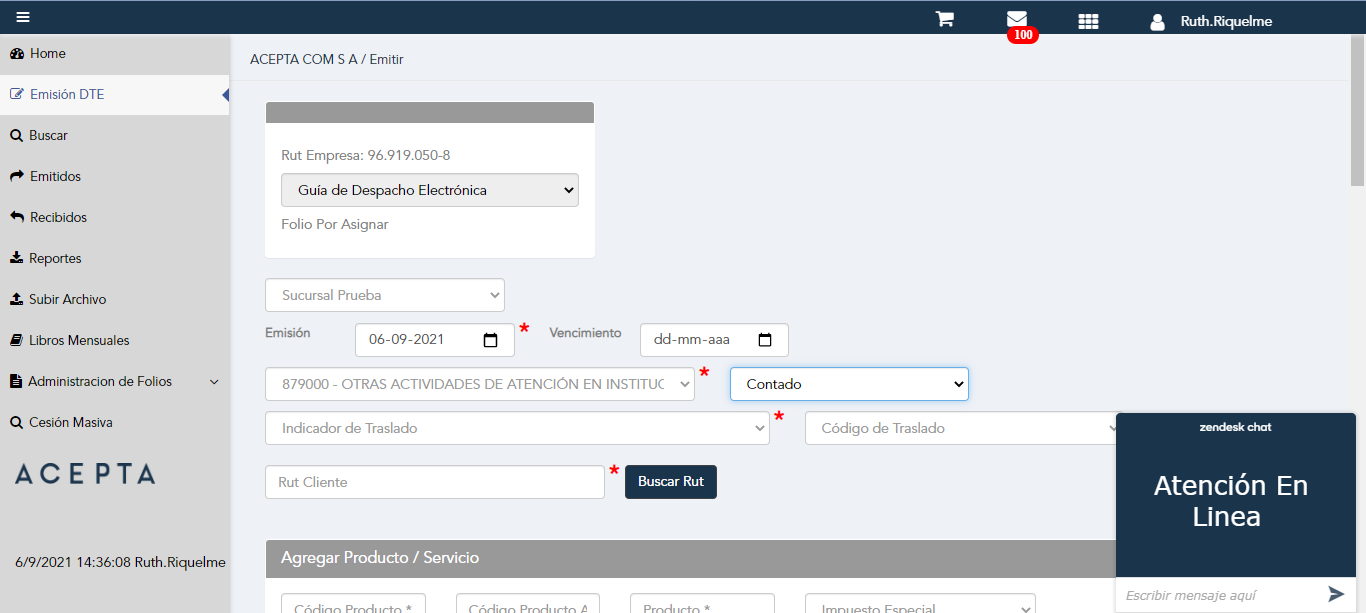 100
Ruth.Riquelme
Home
Emisión DTE
Buscar
Emitidos
Recibidos
Reportes
Subir Archivo
Libros Mensuales
Administracion de Folios
Cesión Masiva
ACEPTA
6/9/2021 14:36:08 Ruth.Riquelme
ACEPTA COM S A / Emitir
Rut Empresa: 96.919.050-8
Guía de Despacho Electrónica
Folio Por Asignar
Sucursal Prueba
Emisión 06-09-2021 * Vencimiento dd-mm-aaa
879000 - OTRAS ACTIVIDADES DE ATENCIÓN EN INSTITUC * Contado
Indicador de Traslado * Código de Traslado
Rut Cliente * Buscar Rut
Agregar Producto / Servicio
Código Producto * Código Producto A Producto * Impuesto Especial
zendesk chat
Atención En
Linea
Escribir mensaje aquí